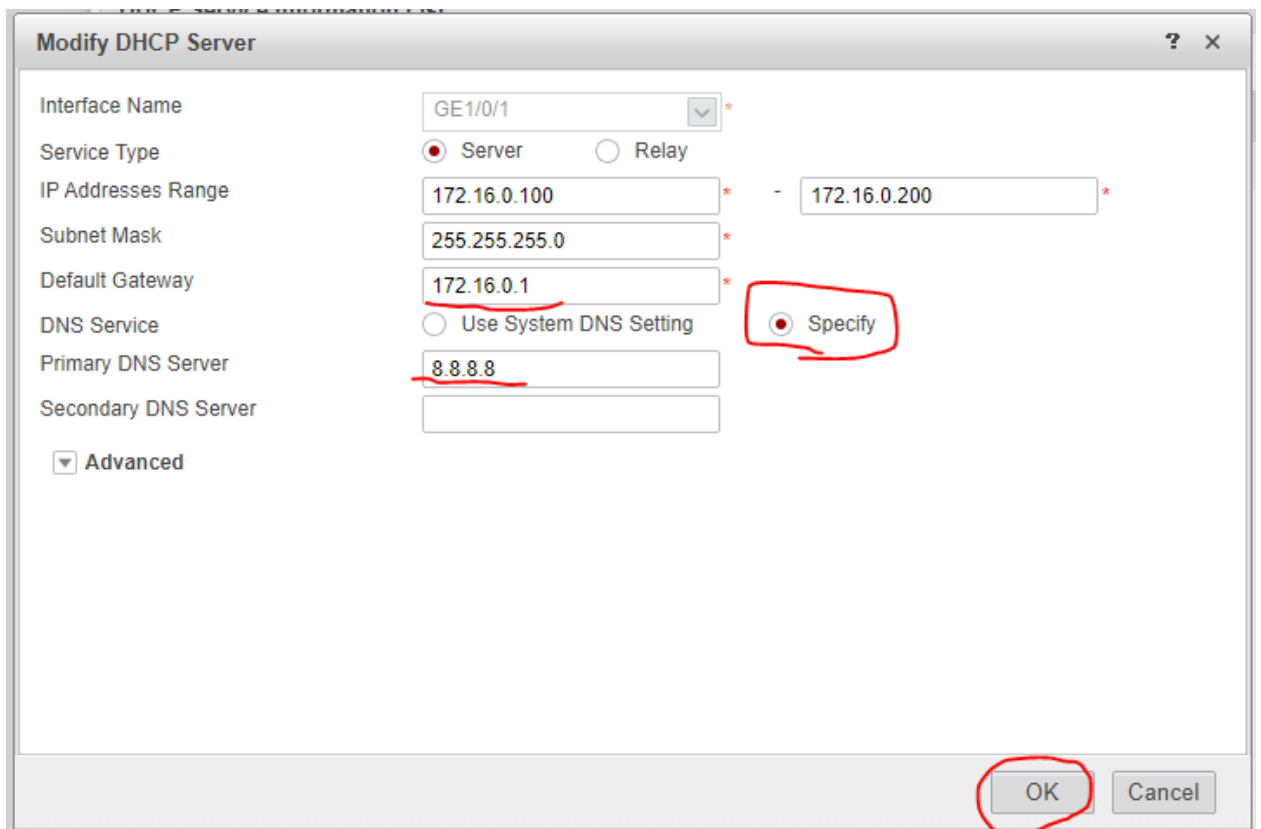 Modify DHCP Server ? ×
Interface Name GE1/0/1 *
Service Type Server Relay
IP Addresses Range 172.16.0.100 * - 172.16.0.200 *
Subnet Mask 255.255.255.0 *
Default Gateway 172.16.0.1 *
DNS Service Use System DNS Setting Specify
Primary DNS Server 8.8.8.8
Secondary DNS Server
Advanced
OK Cancel